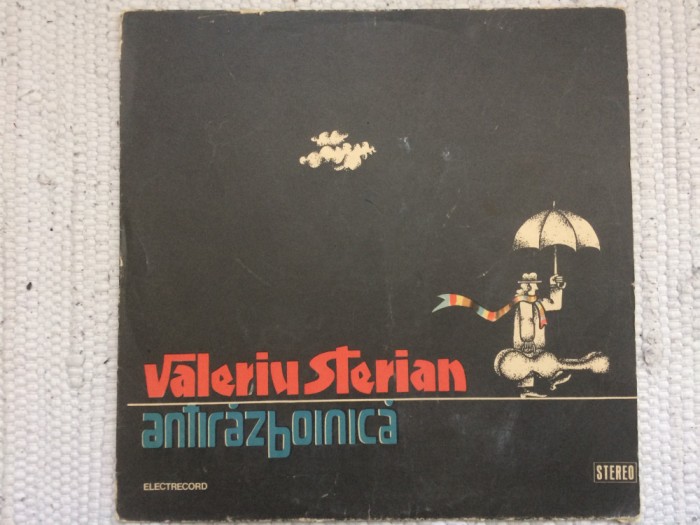 Valeriu Sterian
antirăzboinică
ELECTRECORD
STEREO